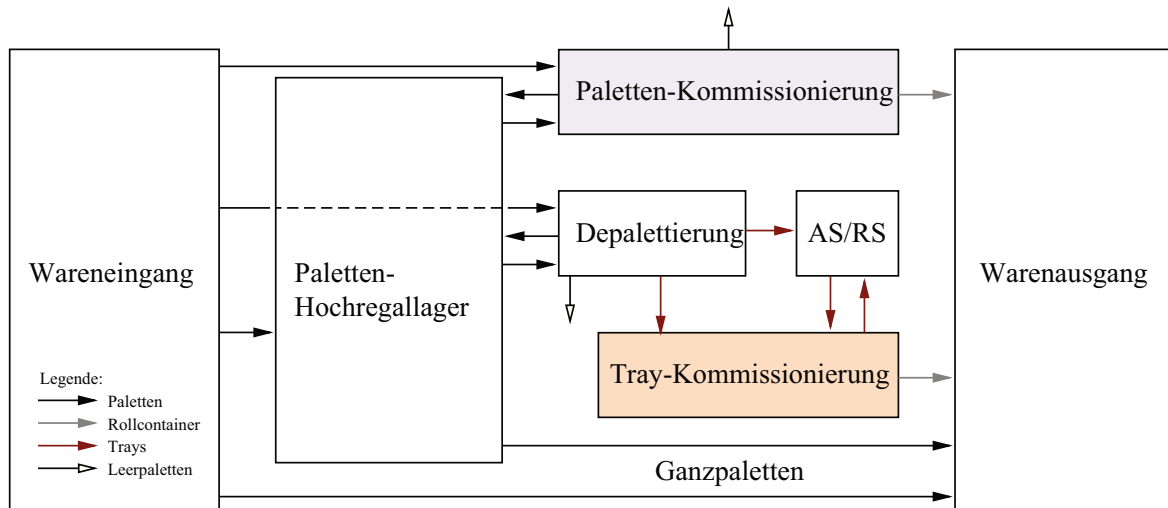 Paletten-Kommissionierung
Depalettierung
AS/RS
Wareneingang
Paletten-
Hochregallager
Warenausgang
Tray-Kommissionierung
Legende:
Paletten
Rollcontainer
Trays
Leerpaletten
Ganzpaletten